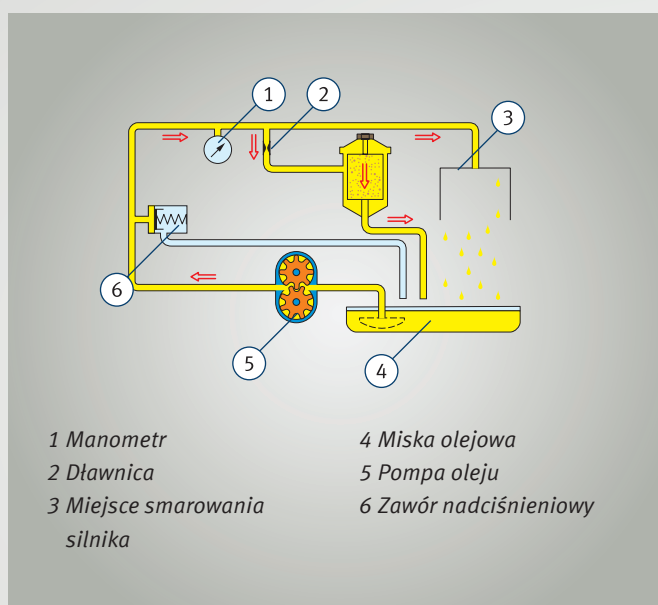 1
2
3
6
5
4
1 Manometr
2 Dławnica
3 Miejsce smarowania
silnika
4 Miska olejowa
5 Pompa oleju
6 Zawór nadciśnieniowy